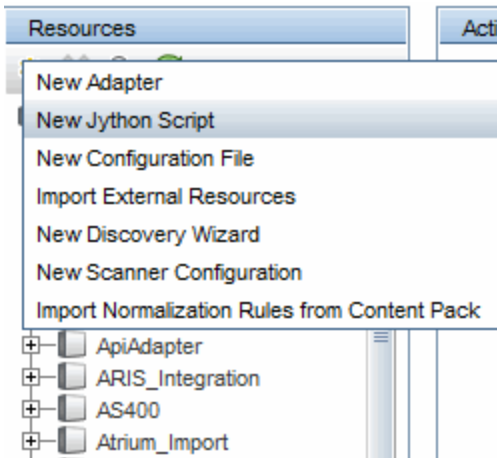 Resources
Acti
New Adapter
New Jython Script
New Configuration File
Import External Resources
New Discovery Wizard
New Scanner Configuration
Import Normalization Rules from Content Pack
ApiAdapter
ARIS_Integration
AS400
Atrium_Import